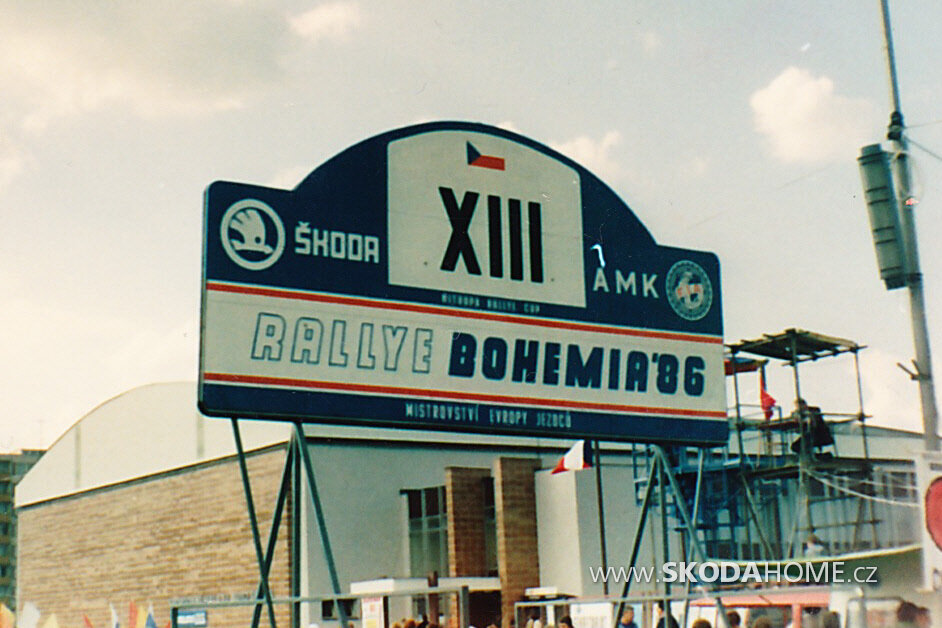 XIII
ŠKODA
AMK
MITROPA RALLYE CUP
RALLYE BOHEMIA'86
MISTROVSTVÍ EVROPY JEZDCŮ
WWW.SKODAHOME.CZ